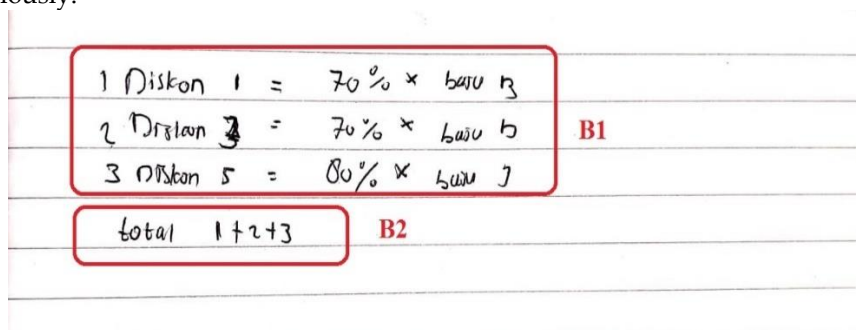 iously.
1 Diskon 1 = 70% × baju B
2 Diskon 3 = 70% × baju D B1
3 Diskon 5 = 80% × baju J
total 1+2+3 B2